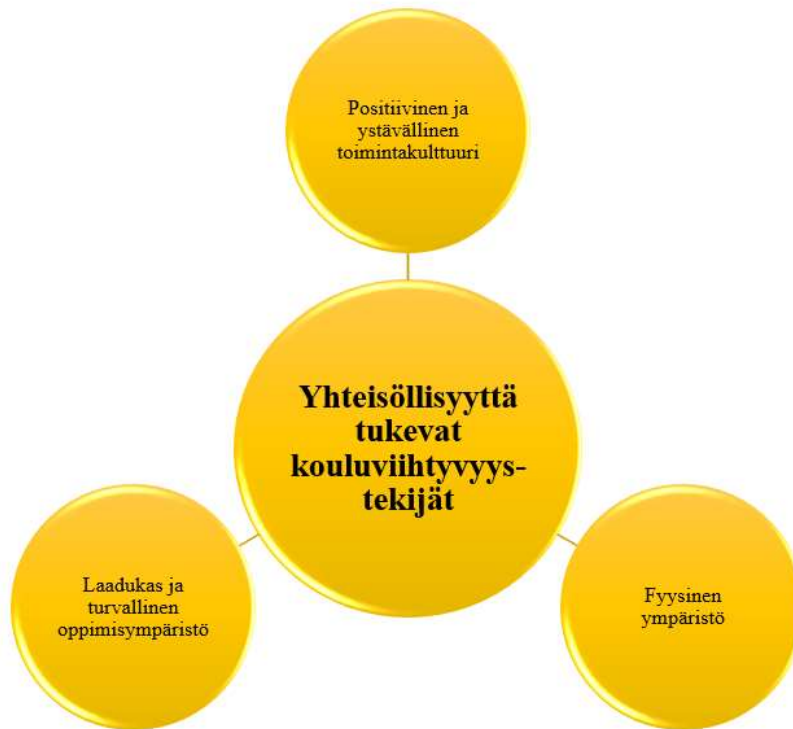 Positiivinen ja
ystävällinen
toimintakulttuuri
Yhteisöllisyyttä
tukevat
kouluviihtyvyys-
tekijät
Laadukas ja
turvallinen
oppimisympäristö
Fyysinen
ympäristö